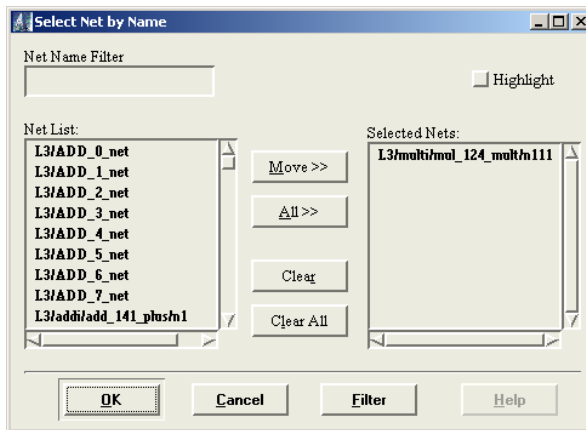 Select Net by Name
Net Name Filter
Highlight
Net List:
L3/ADD_0_net
L3/ADD_1_net
L3/ADD_2_net
L3/ADD_3_net
L3/ADD_4_net
L3/ADD_5_net
L3/ADD_6_net
L3/ADD_7_net
L3/addi/add_141_plus/n1
Move >>
All >>
Clear
Clear All
Selected Nets:
L3/multi/mul_124_mult/n111
OK
Cancel
Filter
Help